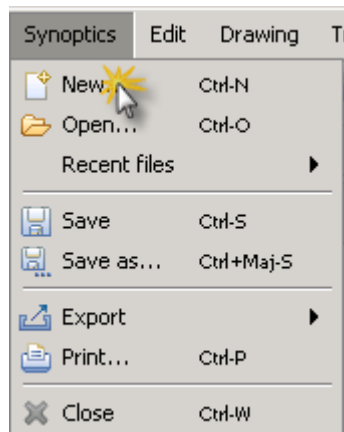 Synoptics Edit Drawing T
New... Ctrl-N
Open... Ctrl-O
Recent files
Save Ctrl-S
Save as... Ctrl+Maj-S
Export
Print... Ctrl-P
Close Ctrl-W